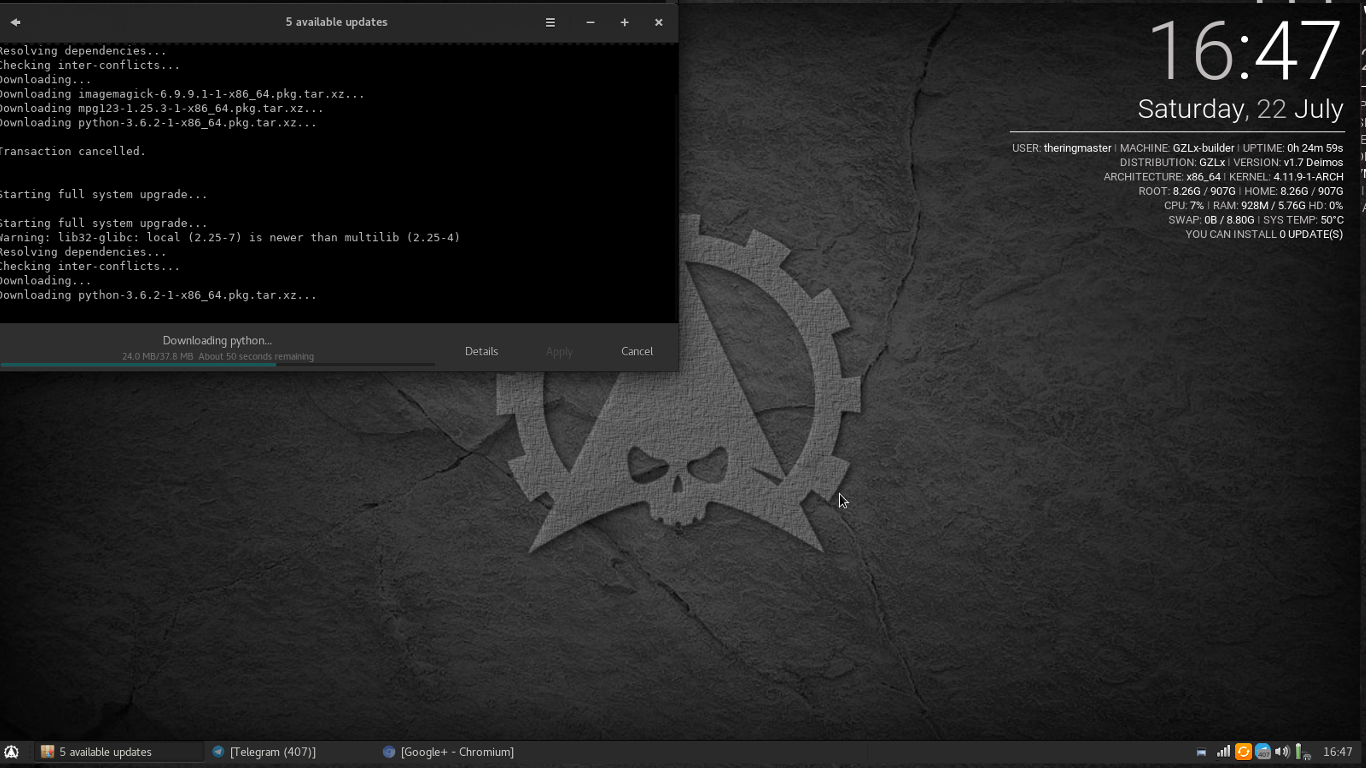 5 available updates
Resolving dependencies...
Checking inter-conflicts...
Downloading...
Downloading imagemagick-6.9.9.1-1-x86_64.pkg.tar.xz...
Downloading mpg123-1.25.3-1-x86_64.pkg.tar.xz...
Downloading python-3.6.2-1-x86_64.pkg.tar.xz...
Transaction cancelled.
Starting full system upgrade...
Starting full system upgrade...
Warning: lib32-glibc: local (2.25-7) is newer than multilib (2.25-4)
Resolving dependencies...
Checking inter-conflicts...
Downloading...
Downloading python-3.6.2-1-x86_64.pkg.tar.xz...
Downloading python...
24.0 MB/37.8 MB About 50 seconds remaining
Details
Apply
Cancel
16:47
Saturday, 22 July
USER: theringmaster | MACHINE: GZLx-builder | UPTIME: 0h 24m 59s
DISTRIBUTION: GZLx | VERSION: v1.7 Deimos
ARCHITECTURE: x86_64 | KERNEL: 4.11.9-1-ARCH
ROOT: 8.26G / 907G | HOME: 8.26G / 907G
CPU: 7% | RAM: 928M / 5.76G HD: 0%
SWAP: 0B / 8.80G | SYS TEMP: 50°C
YOU CAN INSTALL 0 UPDATE(S)
5 available updates
[Telegram (407)]
[Google+ - Chromium]
407
16:47